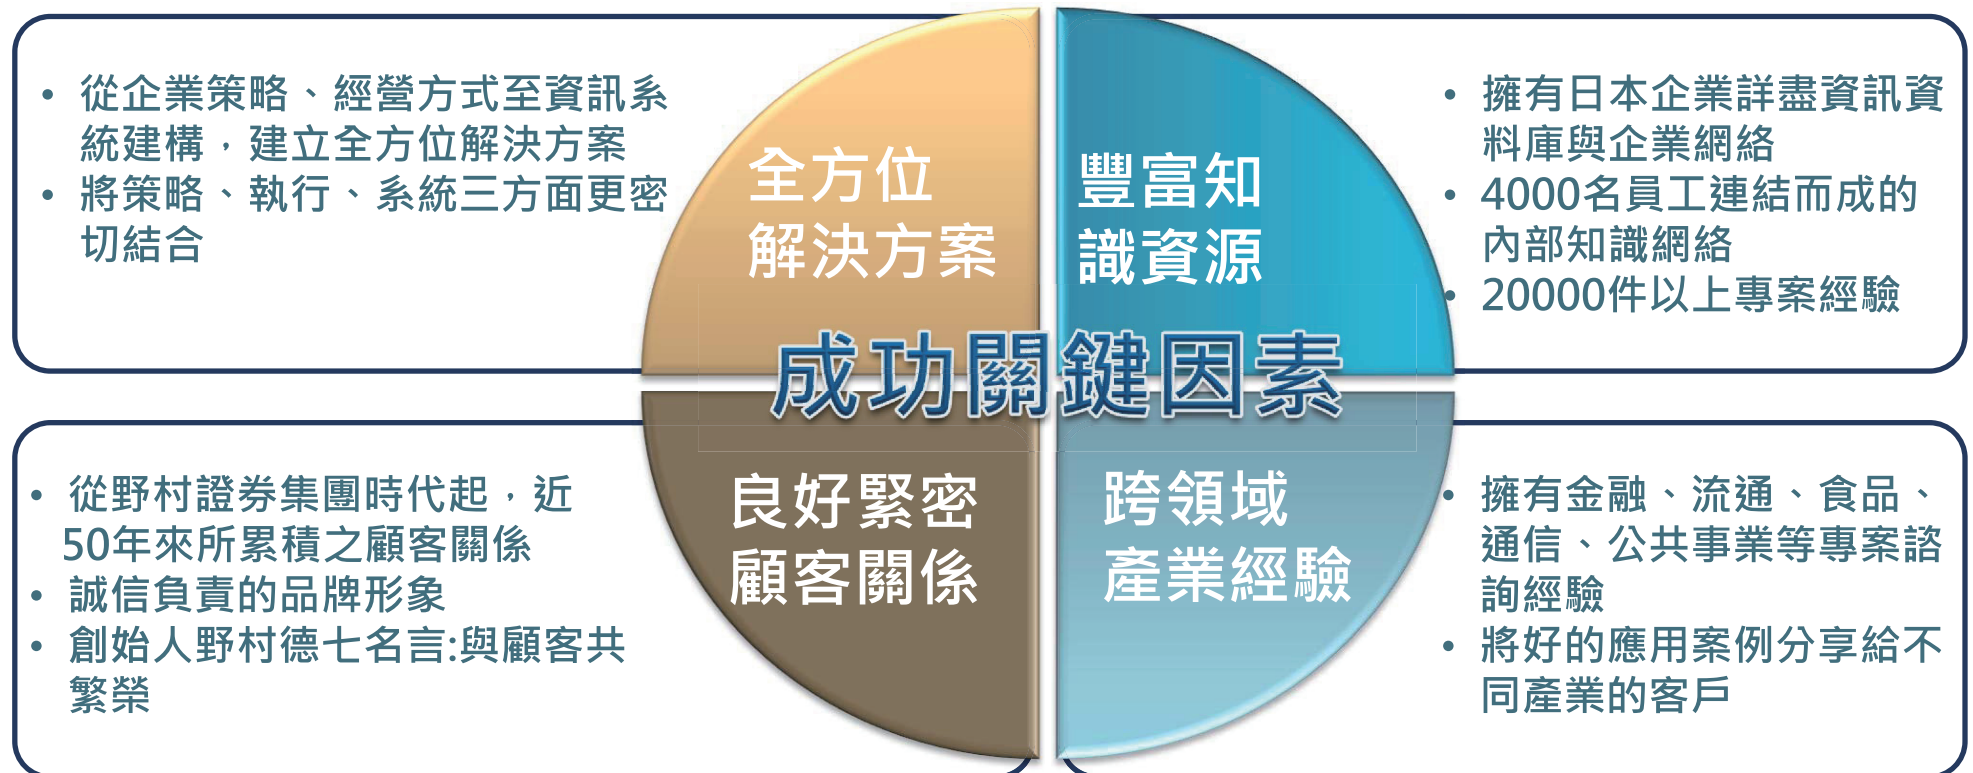 • 從企業策略、經營方式至資訊系
統建構，建立全方位解決方案
• 將策略、執行、系統三方面更密
切結合
全方位
解決方案
豐富知
識資源
• 擁有日本企業詳盡資訊資
料庫與企業網絡
• 4000名員工連結而成的
內部知識網絡
• 20000件以上專案經驗
成功關鍵因素
• 從野村證券集團時代起，近
50年來所累積之顧客關係
• 誠信負責的品牌形象
• 創始人野村德七名言:與顧客共
繁榮
良好緊密
顧客關係
跨領域
產業經驗
• 擁有金融、流通、食品、
通信、公共事業等專案諮
詢經驗
• 將好的應用案例分享給不
同產業的客戶